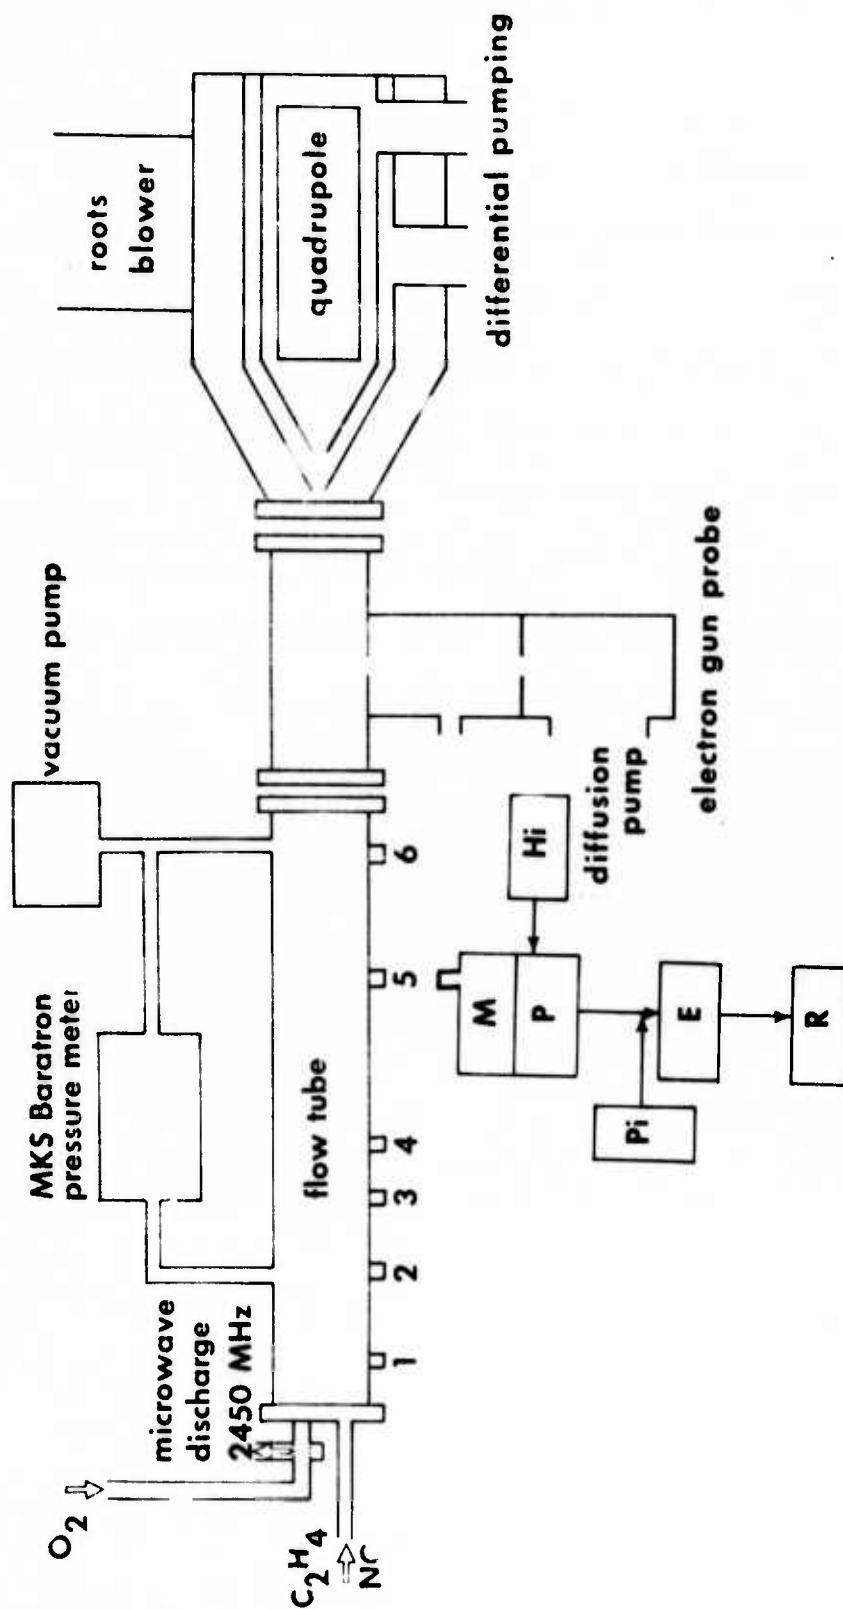 O2
C2H4
NO
microwave
discharge
2450 MHz
MKS Baratron
pressure meter
vacuum pump
roots
blower
quadrupole
differential pumping
flow tube
1
2
3
4
5
6
M
P
Hi
Pi
E
R
diffusion
pump
electron gun probe